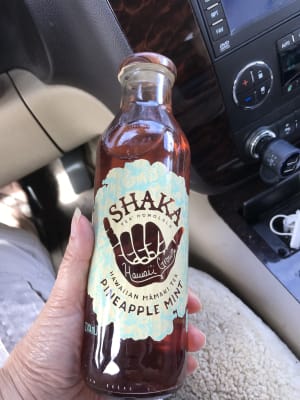 SHAKA
TEA HONOLULU
Hawaii Grown
HAWAIIAN MĀMAKI TEA
PINEAPPLE MINT